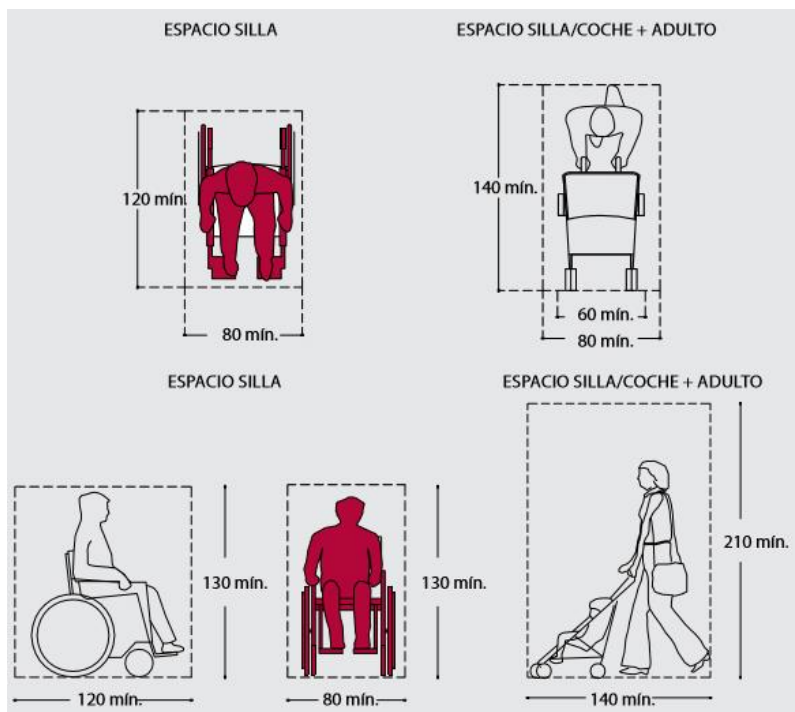 ESPACIO SILLA
ESPACIO SILLA/COCHE + ADULTO
120 mín.
80 mín.
140 mín.
60 mín.
80 mín.
ESPACIO SILLA
ESPACIO SILLA/COCHE + ADULTO
130 mín.
120 mín.
130 mín.
80 mín.
210 mín.
140 mín.